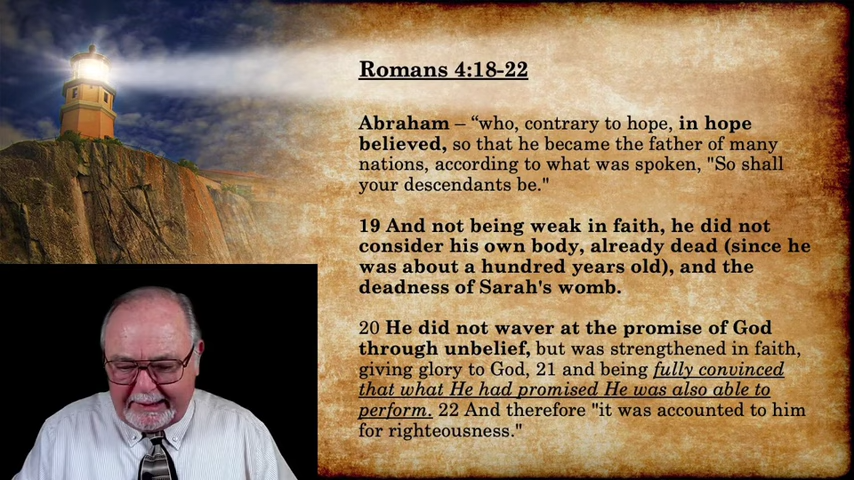 Romans 4:18-22
Abraham – “who, contrary to hope, in hope
believed, so that he became the father of many
nations, according to what was spoken, "So shall
your descendants be."
19 And not being weak in faith, he did not
consider his own body, already dead (since he
was about a hundred years old), and the
deadness of Sarah's womb.
20 He did not waver at the promise of God
through unbelief, but was strengthened in faith,
giving glory to God, 21 and being fully convinced
that what He had promised He was also able to
perform. 22 And therefore "it was accounted to him
for righteousness."